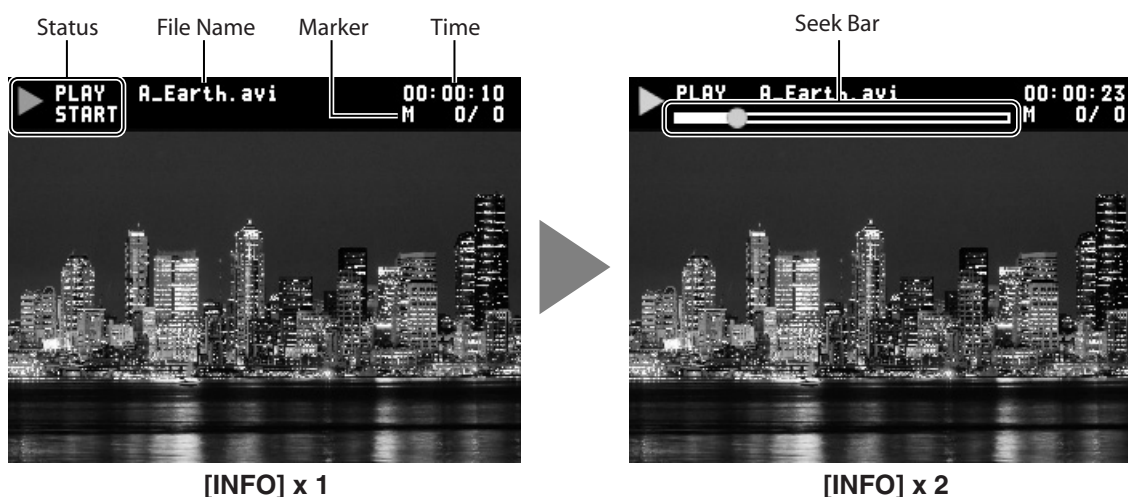 Status File Name Marker Time
Seek Bar
PLAY A_Earth.avi 00:00:10
START M 0/ 0
PLAY A_Earth.avi 00:00:23
M 0/ 0
[INFO] x 1
[INFO] x 2